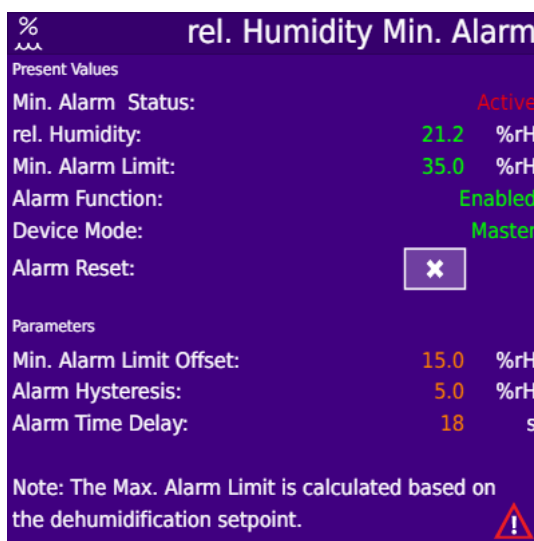 %
rel. Humidity Min. Alarm
Present Values
Min. Alarm Status: Active
rel. Humidity: 21.2 %rH
Min. Alarm Limit: 35.0 %rH
Alarm Function: Enabled
Device Mode: Master
Alarm Reset:
Parameters
Min. Alarm Limit Offset: 15.0 %rH
Alarm Hysteresis: 5.0 %rH
Alarm Time Delay: 18 s
Note: The Max. Alarm Limit is calculated based on
the dehumidification setpoint.